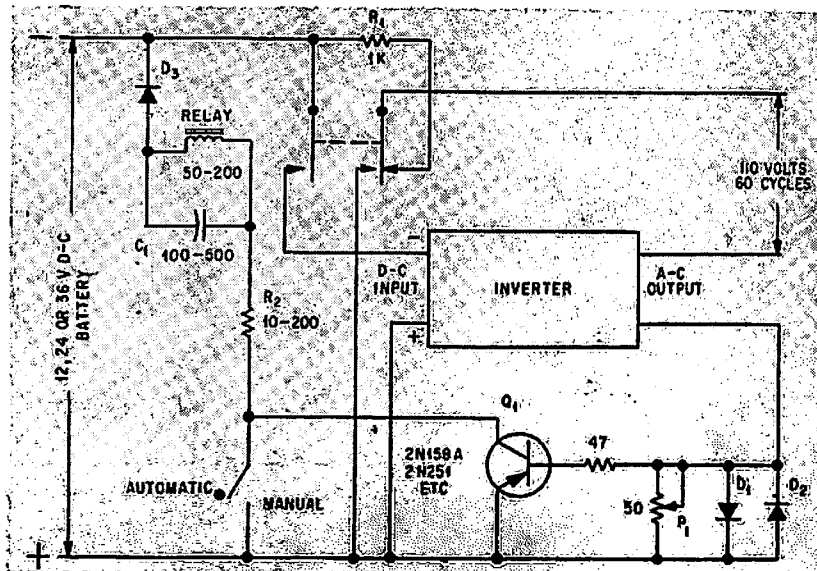 R₁
1K
D₃
RELAY
50-200
C₁
100-500
R₂
10-200
12, 24 OR 36 V D-C
BATTERY
110 VOLTS
60 CYCLES
−
D-C
INPUT
+
INVERTER
A-C
OUTPUT
Q₁
2N158A
2N251
ETC
47
50
P₁
D₁
D₂
AUTOMATIC
MANUAL
+